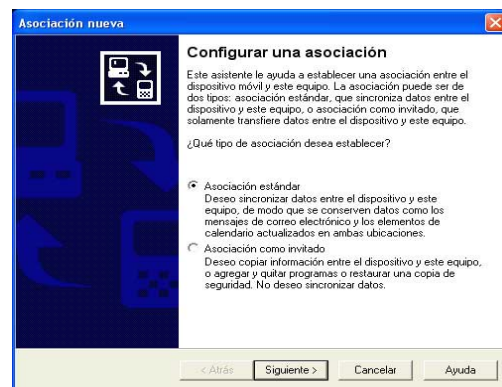 Asociación nueva
Configurar una asociación
Este asistente le ayuda a establecer una asociación entre el
dispositivo móvil y este equipo. La asociación puede ser de
dos tipos: asociación estándar, que sincroniza datos entre el
dispositivo y este equipo, o asociación como invitado, que
solamente transfiere datos entre el dispositivo y este equipo.
¿Qué tipo de asociación desea establecer?
Asociación estándar
Deseo sincronizar datos entre el dispositivo y este
equipo, de modo que se conserven datos como los
mensajes de correo electrónico y los elementos de
calendario actualizados en ambas ubicaciones.
Asociación como invitado
Deseo copiar información entre el dispositivo y este equipo,
o agregar y quitar programas o restaurar una copia de
seguridad. No deseo sincronizar datos.
< Atrás Siguiente > Cancelar Ayuda